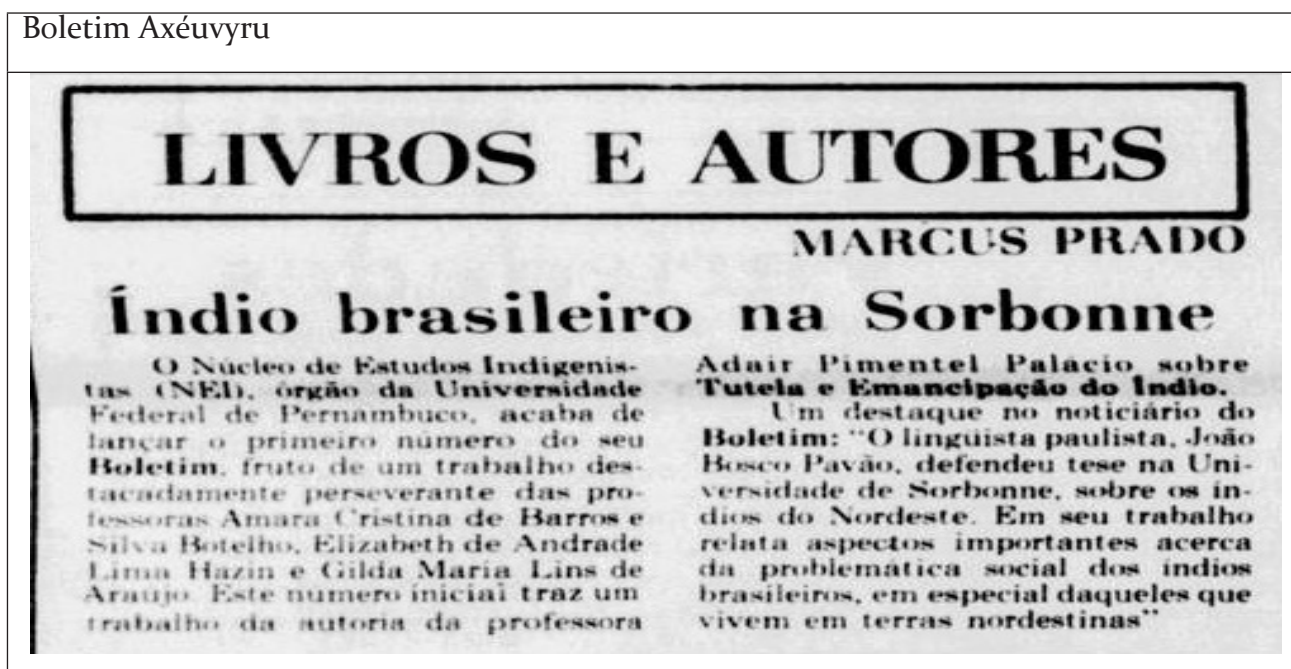 Boletim Axéuvyru
LIVROS E AUTORES
MARCUS PRADO
Índio brasileiro na Sorbonne
O Núcleo de Estudos Indigenis-
tas (NEI), órgão da Universidade
Federal de Pernambuco, acaba de
lançar o primeiro número do seu
Boletim, fruto de um trabalho des-
tacadamente perseverante das pro-
fessoras Amara Cristina de Barros e
Silva Botelho, Elizabeth de Andrade
Lima Hazin e Gilda Maria Lins de
Araujo. Este numero inicial traz um
trabalho da autoria da professora
Adair Pimentel Palácio sobre
Tutela e Emancipação do Índio.
Um destaque no noticiário do
Boletim: "O lingüista paulista, João
Bosco Pavão, defendeu tese na Uni-
versidade de Sorbonne, sobre os ín-
dios do Nordeste. Em seu trabalho
relata aspectos importantes acerca
da problemática social dos índios
brasileiros, em especial daqueles que
vivem em terras nordestinas"